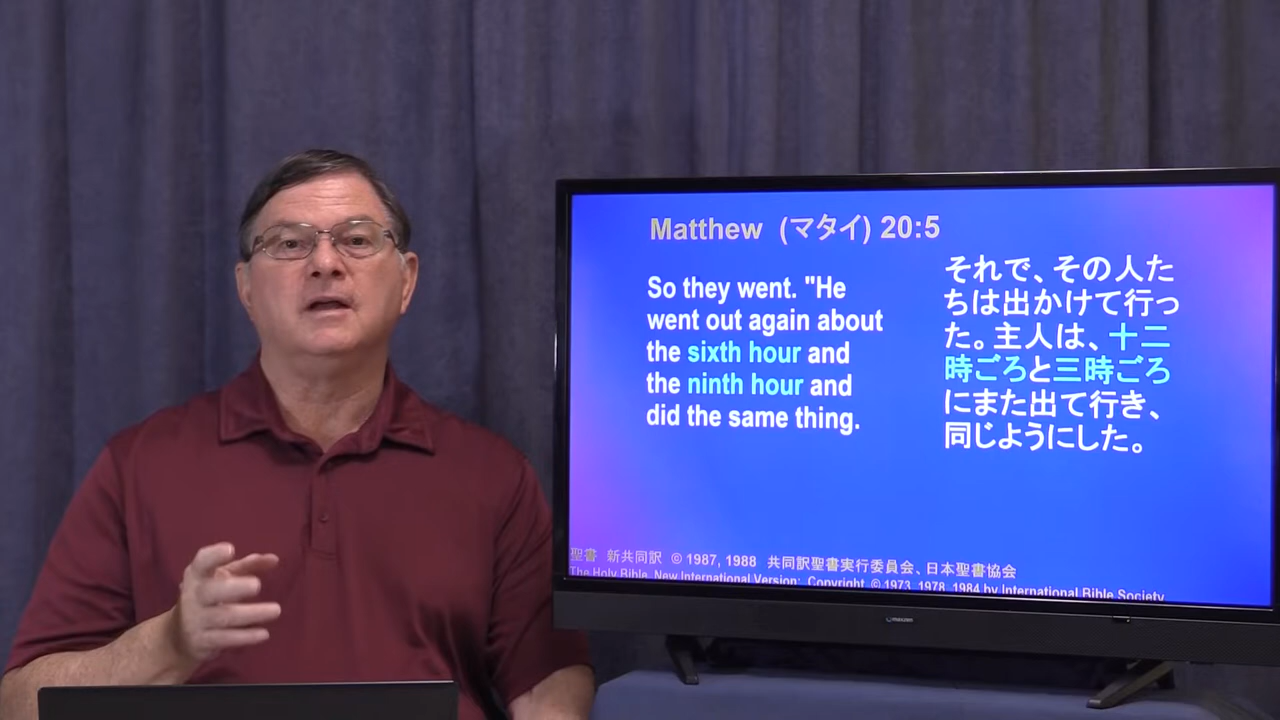 Matthew (マタイ) 20:5
So they went. "He
went out again about
the sixth hour and
the ninth hour and
did the same thing.
それで、その人た
ちは出かけて行っ
た。主人は、十二
時ごろと三時ごろ
にまた出て行き、
同じようにした。
聖書 新共同訳 © 1987, 1988 共同訳聖書実行委員会、日本聖書協会
The Holy Bible, New International Version; Copyright © 1973, 1978, 1984 by International Bible Society
maxzen